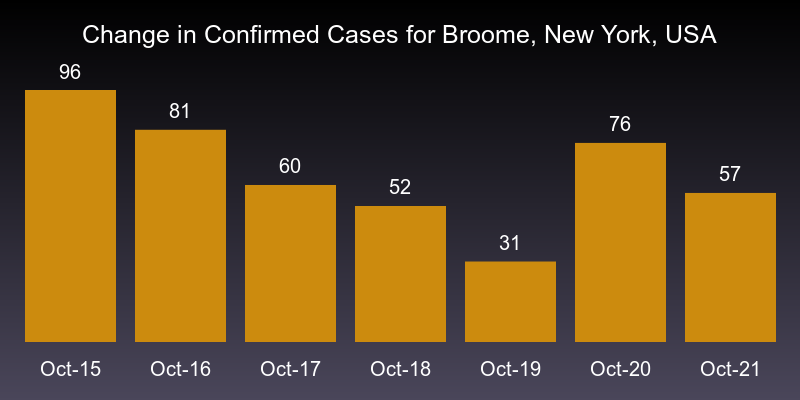 Change in Confirmed Cases for Broome, New York, USA
96
81
60
52
31
76
57
Oct-15
Oct-16
Oct-17
Oct-18
Oct-19
Oct-20
Oct-21